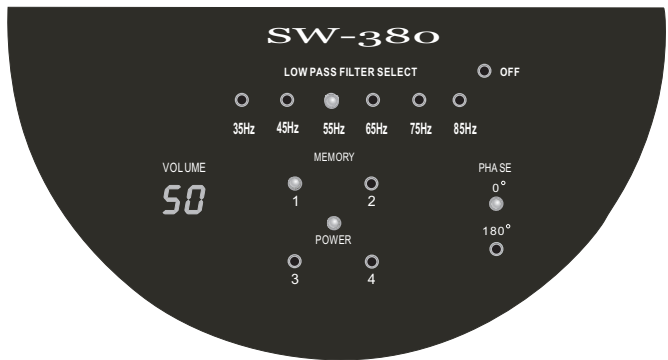 SW-380
LOW PASS FILTER SELECT
OFF
35Hz 45Hz 55Hz 65Hz 75Hz 85Hz
MEMORY
VOLUME
PHASE
50
0°
1 2
180°
POWER
3 4